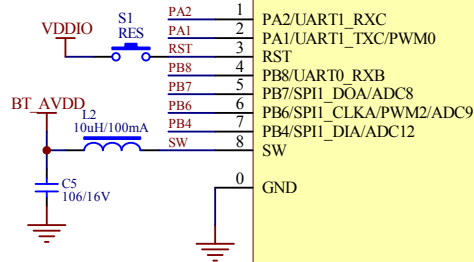 PA2 1 PA2/UART1_RXC
VDDIO S1 PA1 2 PA1/UART1_TXC/PWM0
RES RST 3 RST
PB8 4 PB8/UART0_RXB
PB7 5 PB7/SPI1_DOA/ADC8
BT_AVDD PB6 6 PB6/SPI1_CLKA/PWM2/ADC9
L2 PB4 7 PB4/SPI1_DIA/ADC12
10uH/100mA SW 8 SW
0 GND
C5
106/16V